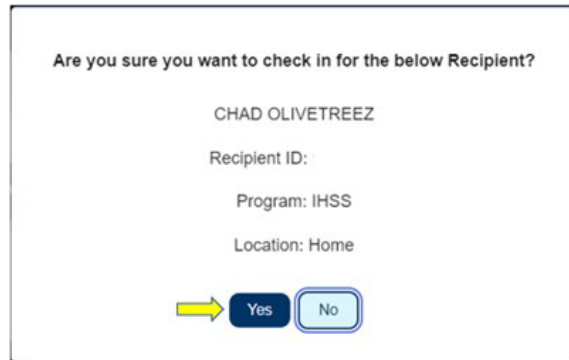 Are you sure you want to check in for the below Recipient?
CHAD OLIVETREEZ
Recipient ID:
Program: IHSS
Location: Home
Yes No